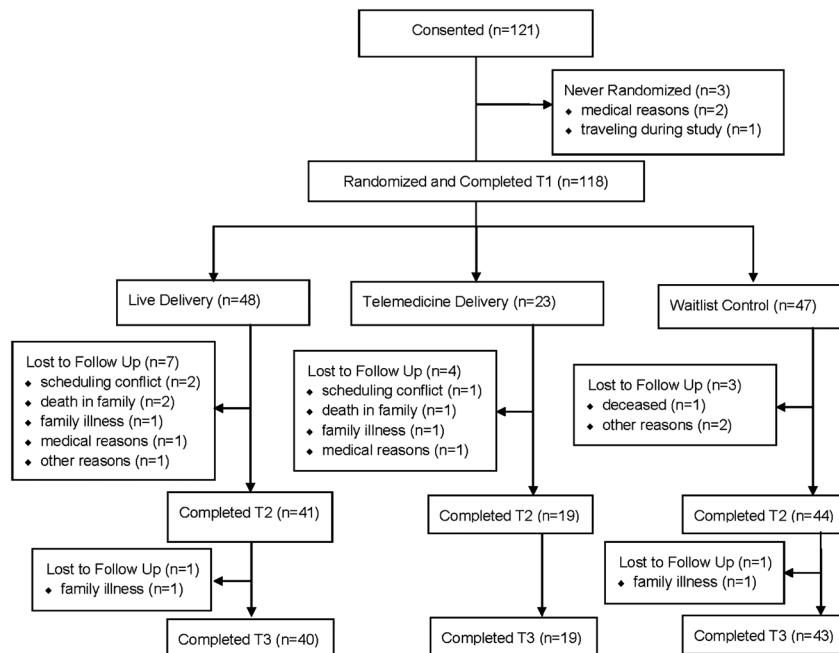 Consented (n=121)
Never Randomized (n=3)
♦ medical reasons (n=2)
♦ traveling during study (n=1)
Randomized and Completed T1 (n=118)
Live Delivery (n=48)
Telemedicine Delivery (n=23)
Waitlist Control (n=47)
Lost to Follow Up (n=7)
♦ scheduling conflict (n=2)
♦ death in family (n=2)
♦ family illness (n=1)
♦ medical reasons (n=1)
♦ other reasons (n=1)
Lost to Follow Up (n=4)
♦ scheduling conflict (n=1)
♦ death in family (n=1)
♦ family illness (n=1)
♦ medical reasons (n=1)
Lost to Follow Up (n=3)
♦ deceased (n=1)
♦ other reasons (n=2)
Completed T2 (n=41)
Completed T2 (n=19)
Completed T2 (n=44)
Lost to Follow Up (n=1)
♦ family illness (n=1)
Lost to Follow Up (n=1)
♦ family illness (n=1)
Completed T3 (n=40)
Completed T3 (n=19)
Completed T3 (n=43)